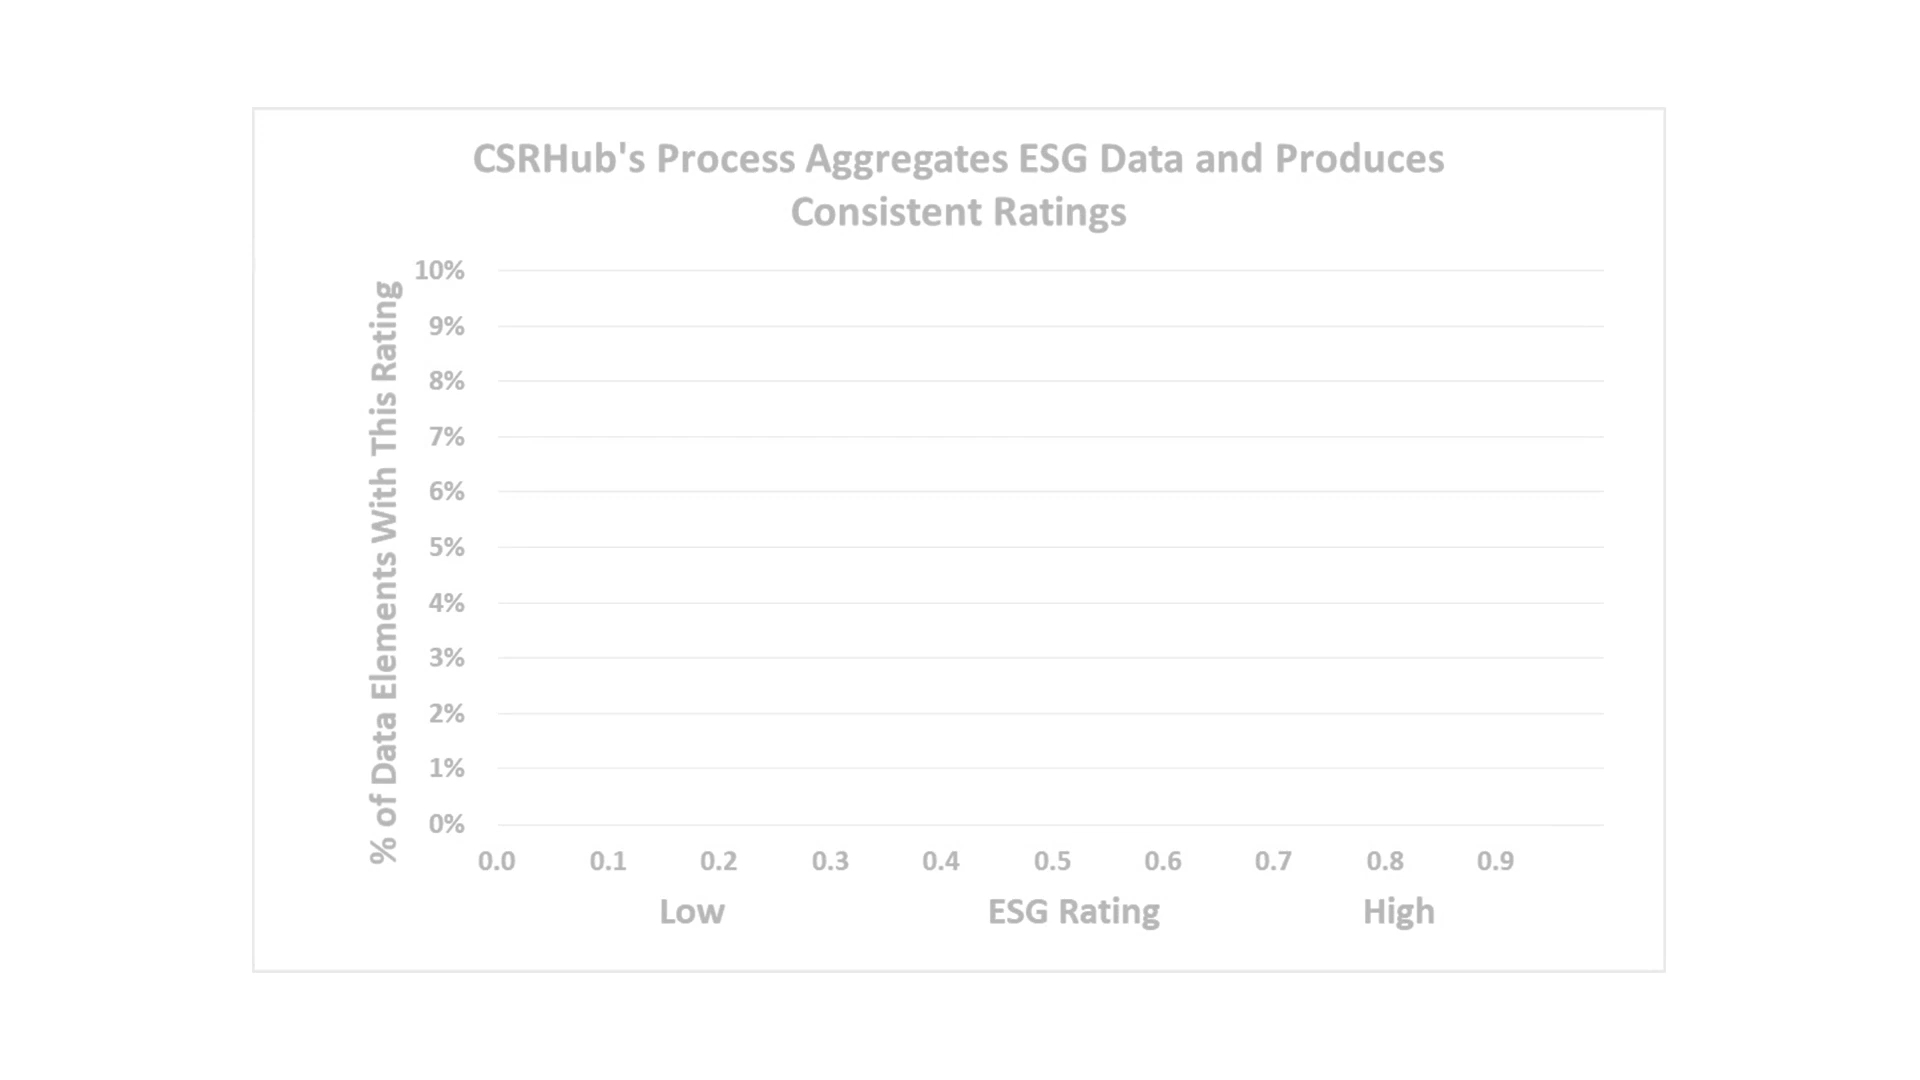 CSRHub's Process Aggregates ESG Data and Produces
Consistent Ratings
% of Data Elements With This Rating
10%
9%
8%
7%
6%
5%
4%
3%
2%
1%
0%
0.0 0.1 0.2 0.3 0.4 0.5 0.6 0.7 0.8 0.9
Low ESG Rating High